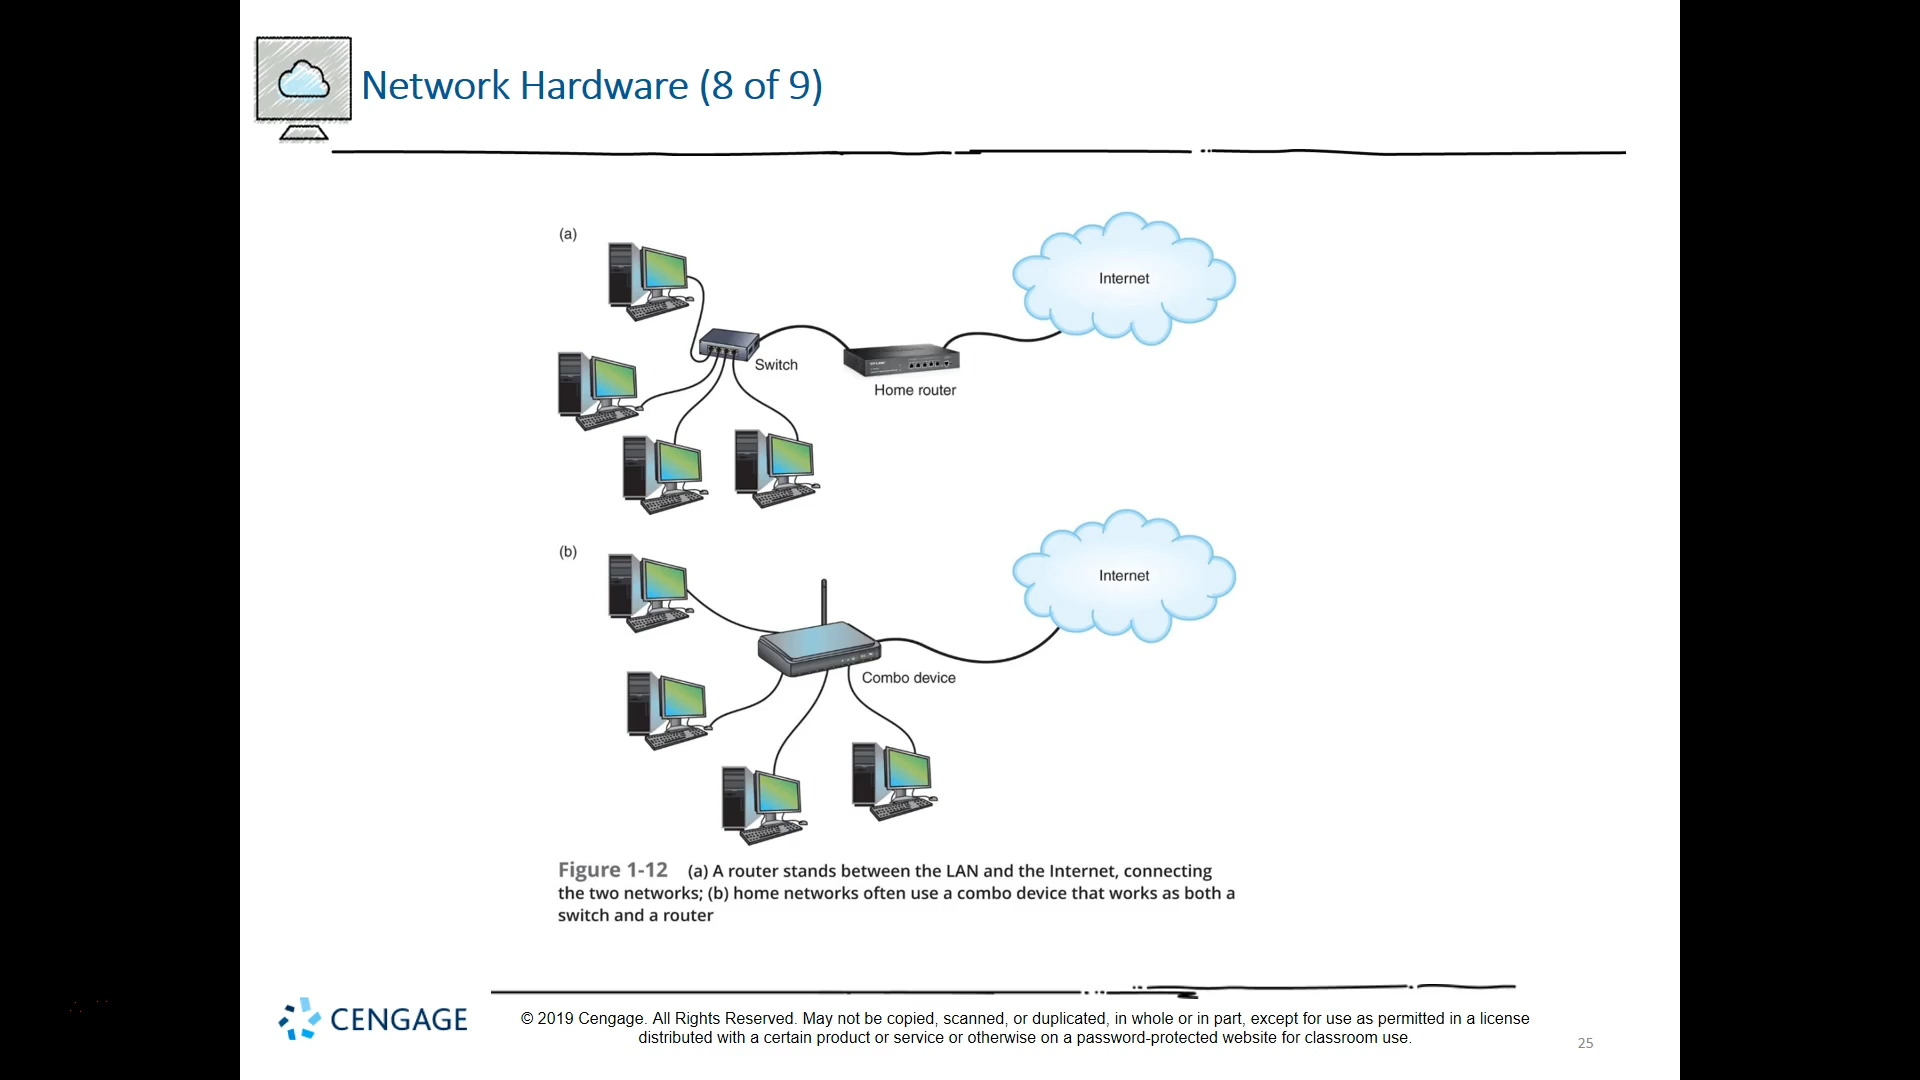 Network Hardware (8 of 9)
(a)
Internet
Switch
Home router
(b)
Internet
Combo device
Figure 1-12 (a) A router stands between the LAN and the Internet, connecting
the two networks; (b) home networks often use a combo device that works as both a
switch and a router
CENGAGE
© 2019 Cengage. All Rights Reserved. May not be copied, scanned, or duplicated, in whole or in part, except for use as permitted in a license
distributed with a certain product or service or otherwise on a password-protected website for classroom use.
25